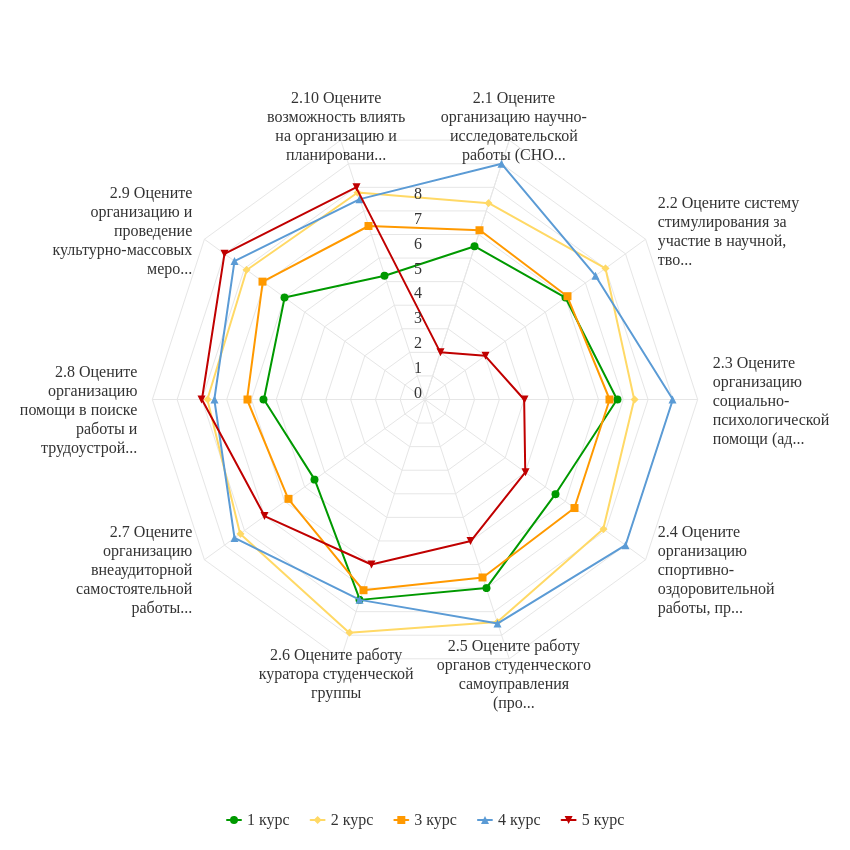 2.10 Оцените
возможность влиять
на организацию и
планировани...
2.1 Оцените
организацию научно-
исследовательской
работы (СНО...
2.9 Оцените
организацию и
проведение
культурно-массовых
меро...
2.2 Оцените систему
стимулирования за
участие в научной,
тво...
8
7
6
5
4
3
2
1
0
2.8 Оцените
организацию
помощи в поиске
работы и
трудоустрой...
2.3 Оцените
организацию
социально-
психологической
помощи (ад...
2.7 Оцените
организацию
внеаудиторной
самостоятельной
работы...
2.4 Оцените
организацию
спортивно-
оздоровительной
работы, пр...
2.6 Оцените работу
куратора студенческой
группы
2.5 Оцените работу
органов студенческого
самоуправления
(про...
1 курс 2 курс 3 курс 4 курс 5 курс